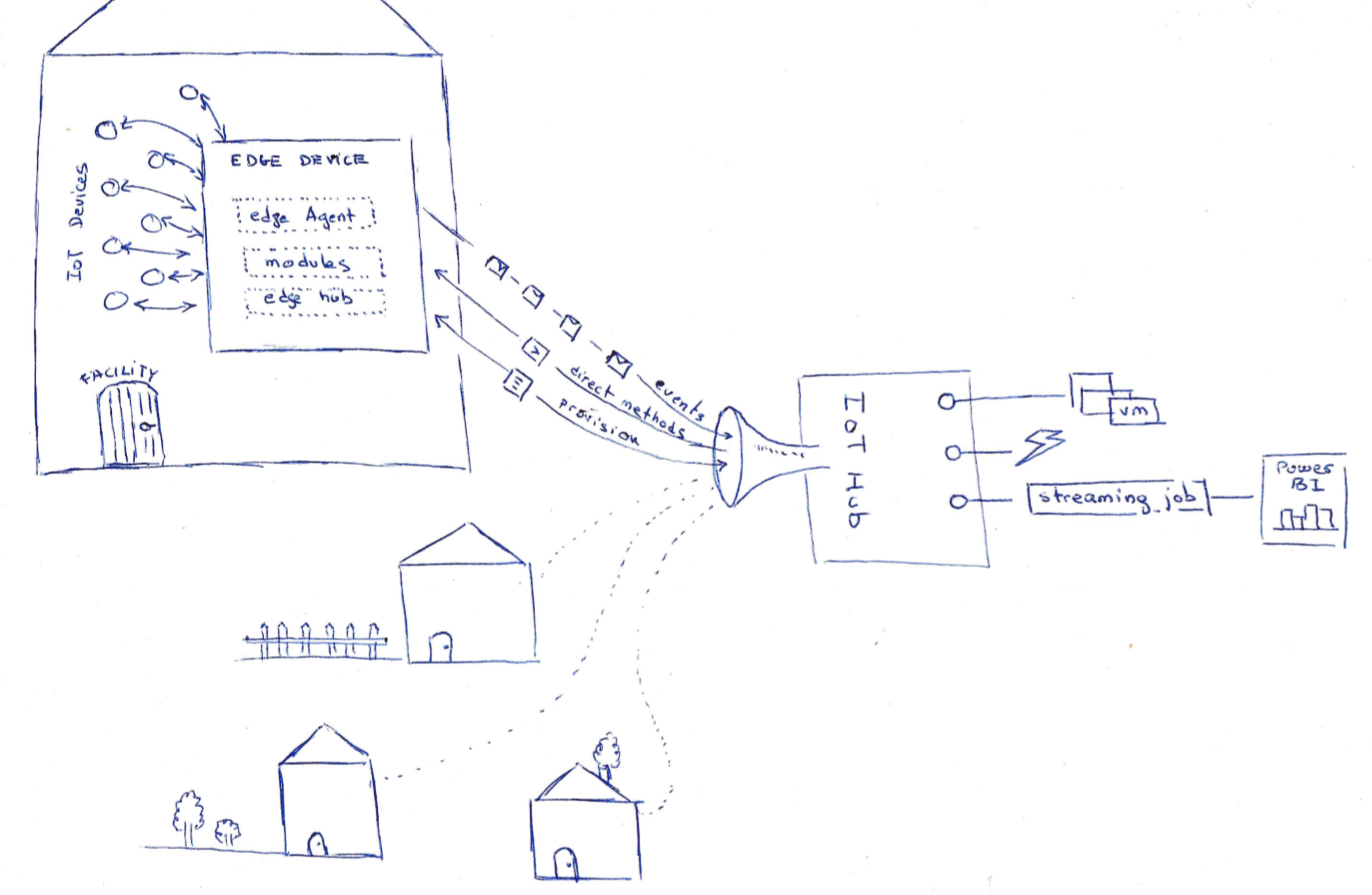 IoT Devices
EDGE DEVICE
edge Agent
modules
edge hub
FACILITY
events
direct methods
provision
IoT Hub
vm
streaming job
Power
BI